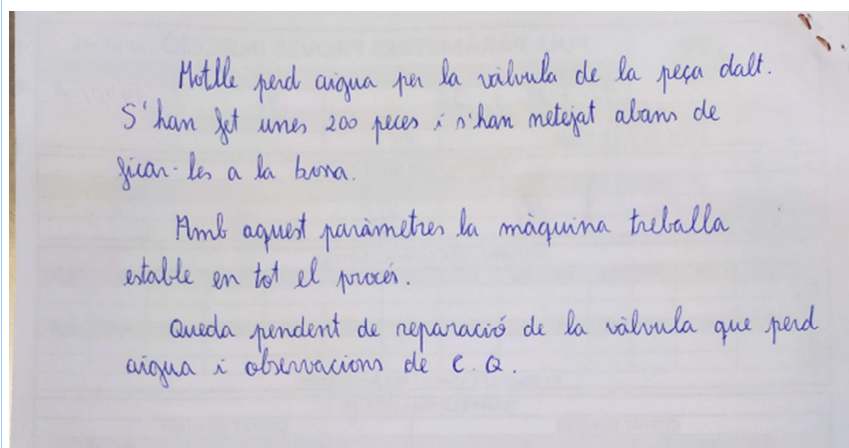 Motlle perd aigua per la vàlvula de la peça dalt.
S'han fet unes 200 peces i s'han netejat abans de
ficar-les a la bossa.
Amb aquest paràmetres la màquina treballa
estable en tot el procés.
Queda pendent de reparació de la vàlvula que perd
aigua i observacions de C.Q.